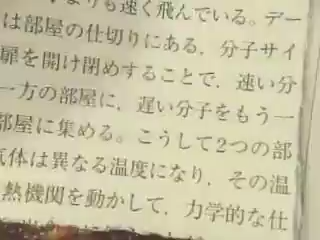 よりも速く飛んでいる。デー
は部屋の仕切りにある，分子サイ
扉を開け閉めすることで，速い分
一方の部屋に，遅い分子をもう一
部屋に集める。こうして2つの部
気体は異なる温度になり，その温
熱機関を動かして，力学的な仕